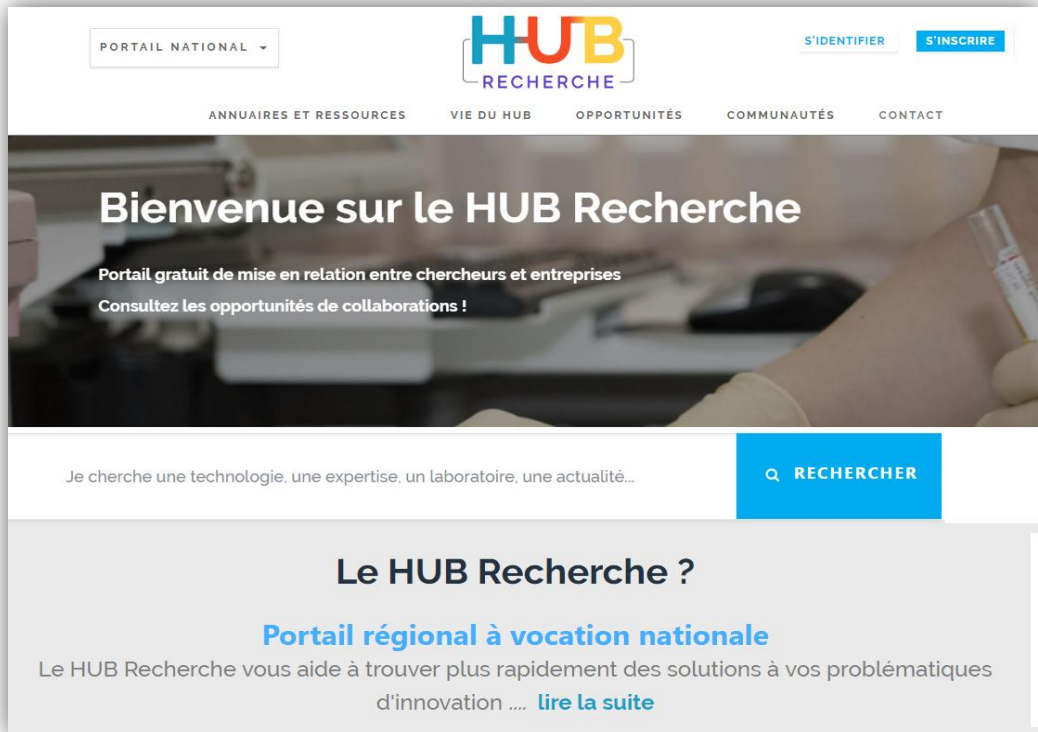 PORTAIL NATIONAL
HUB
RECHERCHE
S'IDENTIFIER
S'INSCRIRE
ANNUAIRES ET RESSOURCES VIE DU HUB OPPORTUNITÉS COMMUNAUTÉS CONTACT
Bienvenue sur le HUB Recherche
Portail gratuit de mise en relation entre chercheurs et entreprises
Consultez les opportunités de collaborations !
Je cherche une technologie, une expertise, un laboratoire, une actualité...
RECHERCHER
Le HUB Recherche ?
Portail régional à vocation nationale
Le HUB Recherche vous aide à trouver plus rapidement des solutions à vos problématiques
d'innovation .... lire la suite